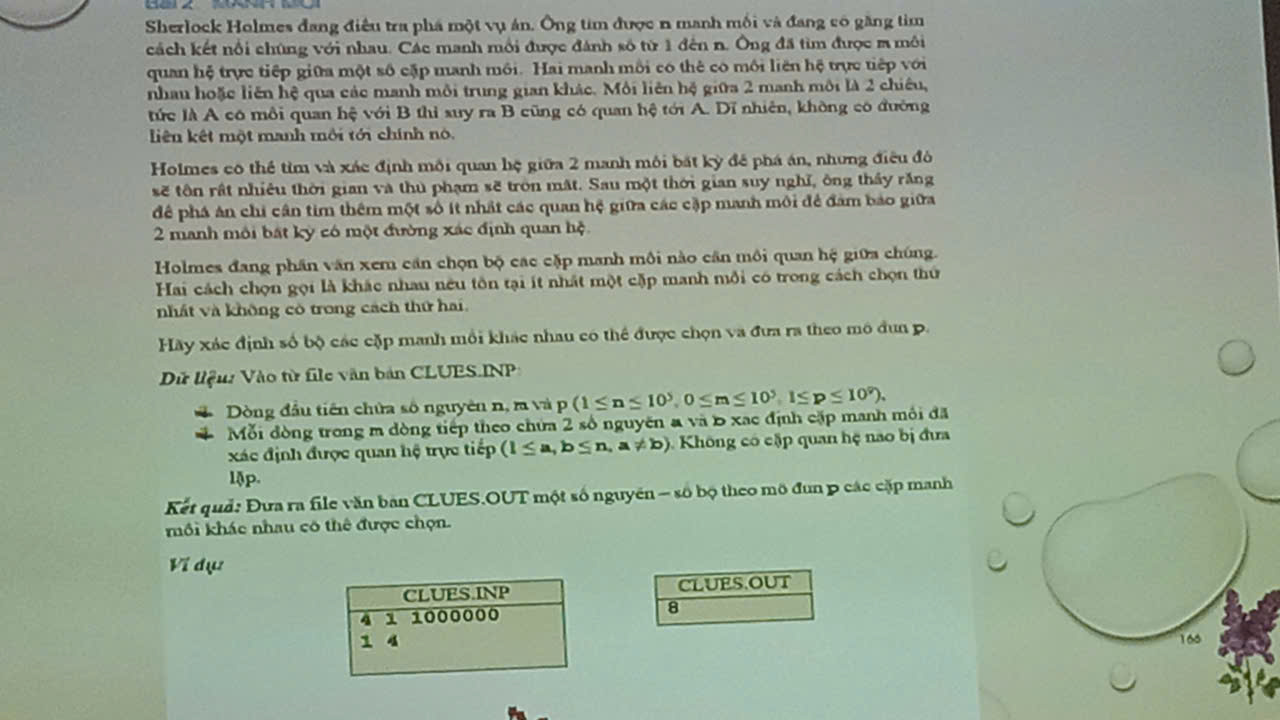 Bài 2 MANH MỐI
Sherlock Holmes đang điều tra phá một vụ án. Ông tìm được n manh mối và đang cố gắng tìm
cách kết nối chúng với nhau. Các manh mối được đánh số từ 1 đến n. Ông đã tìm được m mối
quan hệ trực tiếp giữa một số cặp manh mối. Hai manh mối có thể có mối liên hệ trực tiếp với
nhau hoặc liên hệ qua các manh mối trung gian khác. Mối liên hệ giữa 2 manh mối là 2 chiều,
tức là A có mối quan hệ với B thì suy ra B cũng có quan hệ tới A. Dĩ nhiên, không có đường
liên kết một manh mối tới chính nó.
Holmes có thể tìm và xác định mối quan hệ giữa 2 manh mối bất kỳ để phá án, nhưng điều đó
sẽ tốn rất nhiều thời gian và thủ phạm sẽ trốn mất. Sau một thời gian suy nghĩ, ông thấy rằng
để phá án chỉ cần tìm thêm một số ít nhất các quan hệ giữa các cặp manh mối để đảm bảo giữa
2 manh mối bất kỳ có một đường xác định quan hệ.
Holmes đang phân vân xem cần chọn bộ các cặp manh mối nào cần mối quan hệ giữa chúng.
Hai cách chọn gọi là khác nhau nếu tồn tại ít nhất một cặp manh mối có trong cách chọn thứ
nhất và không có trong cách thứ hai.
Hãy xác định số bộ các cặp manh mối khác nhau có thể được chọn và đưa ra theo mô đun p.
Dữ liệu: Vào từ file văn bản CLUES.INP:
Dòng đầu tiên chứa số nguyên n, m và p (1 ≤ n ≤ 10⁵, 0 ≤ m ≤ 10⁵, 1 ≤ p ≤ 10⁹),
Mỗi dòng trong m dòng tiếp theo chứa 2 số nguyên a và b xác định cặp manh mối đã
xác định được quan hệ trực tiếp (1 ≤ a, b ≤ n, a ≠ b). Không có cặp quan hệ nào bị đưa
lặp.
Kết quả: Đưa ra file văn bản CLUES.OUT một số nguyên – số bộ theo mô đun p các cặp manh
mối khác nhau có thể được chọn.
Ví dụ:
CLUES.INP
4 1 1000000
1 4
CLUES.OUT
8
166